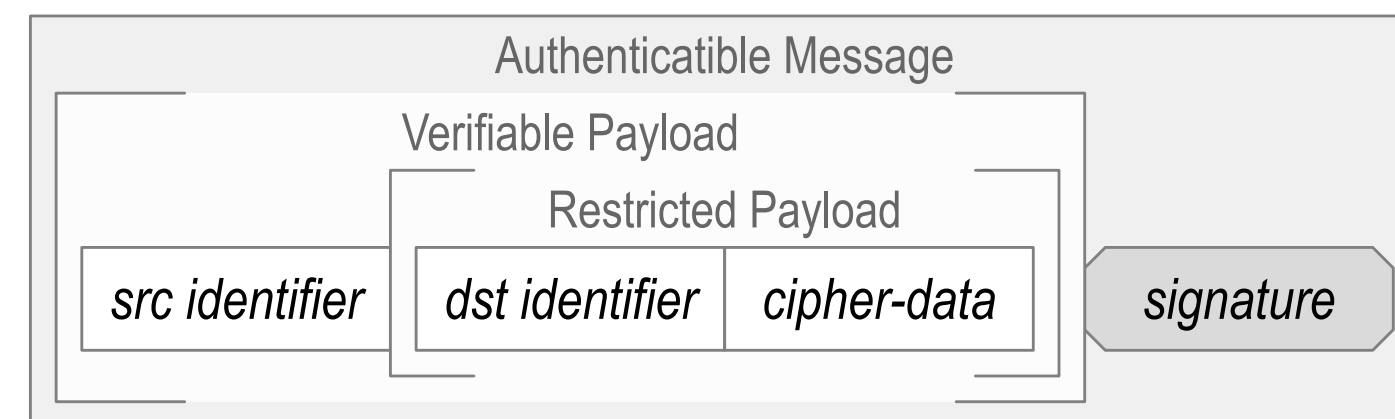 Authenticatible Message
Verifiable Payload
Restricted Payload
src identifier dst identifier cipher-data signature